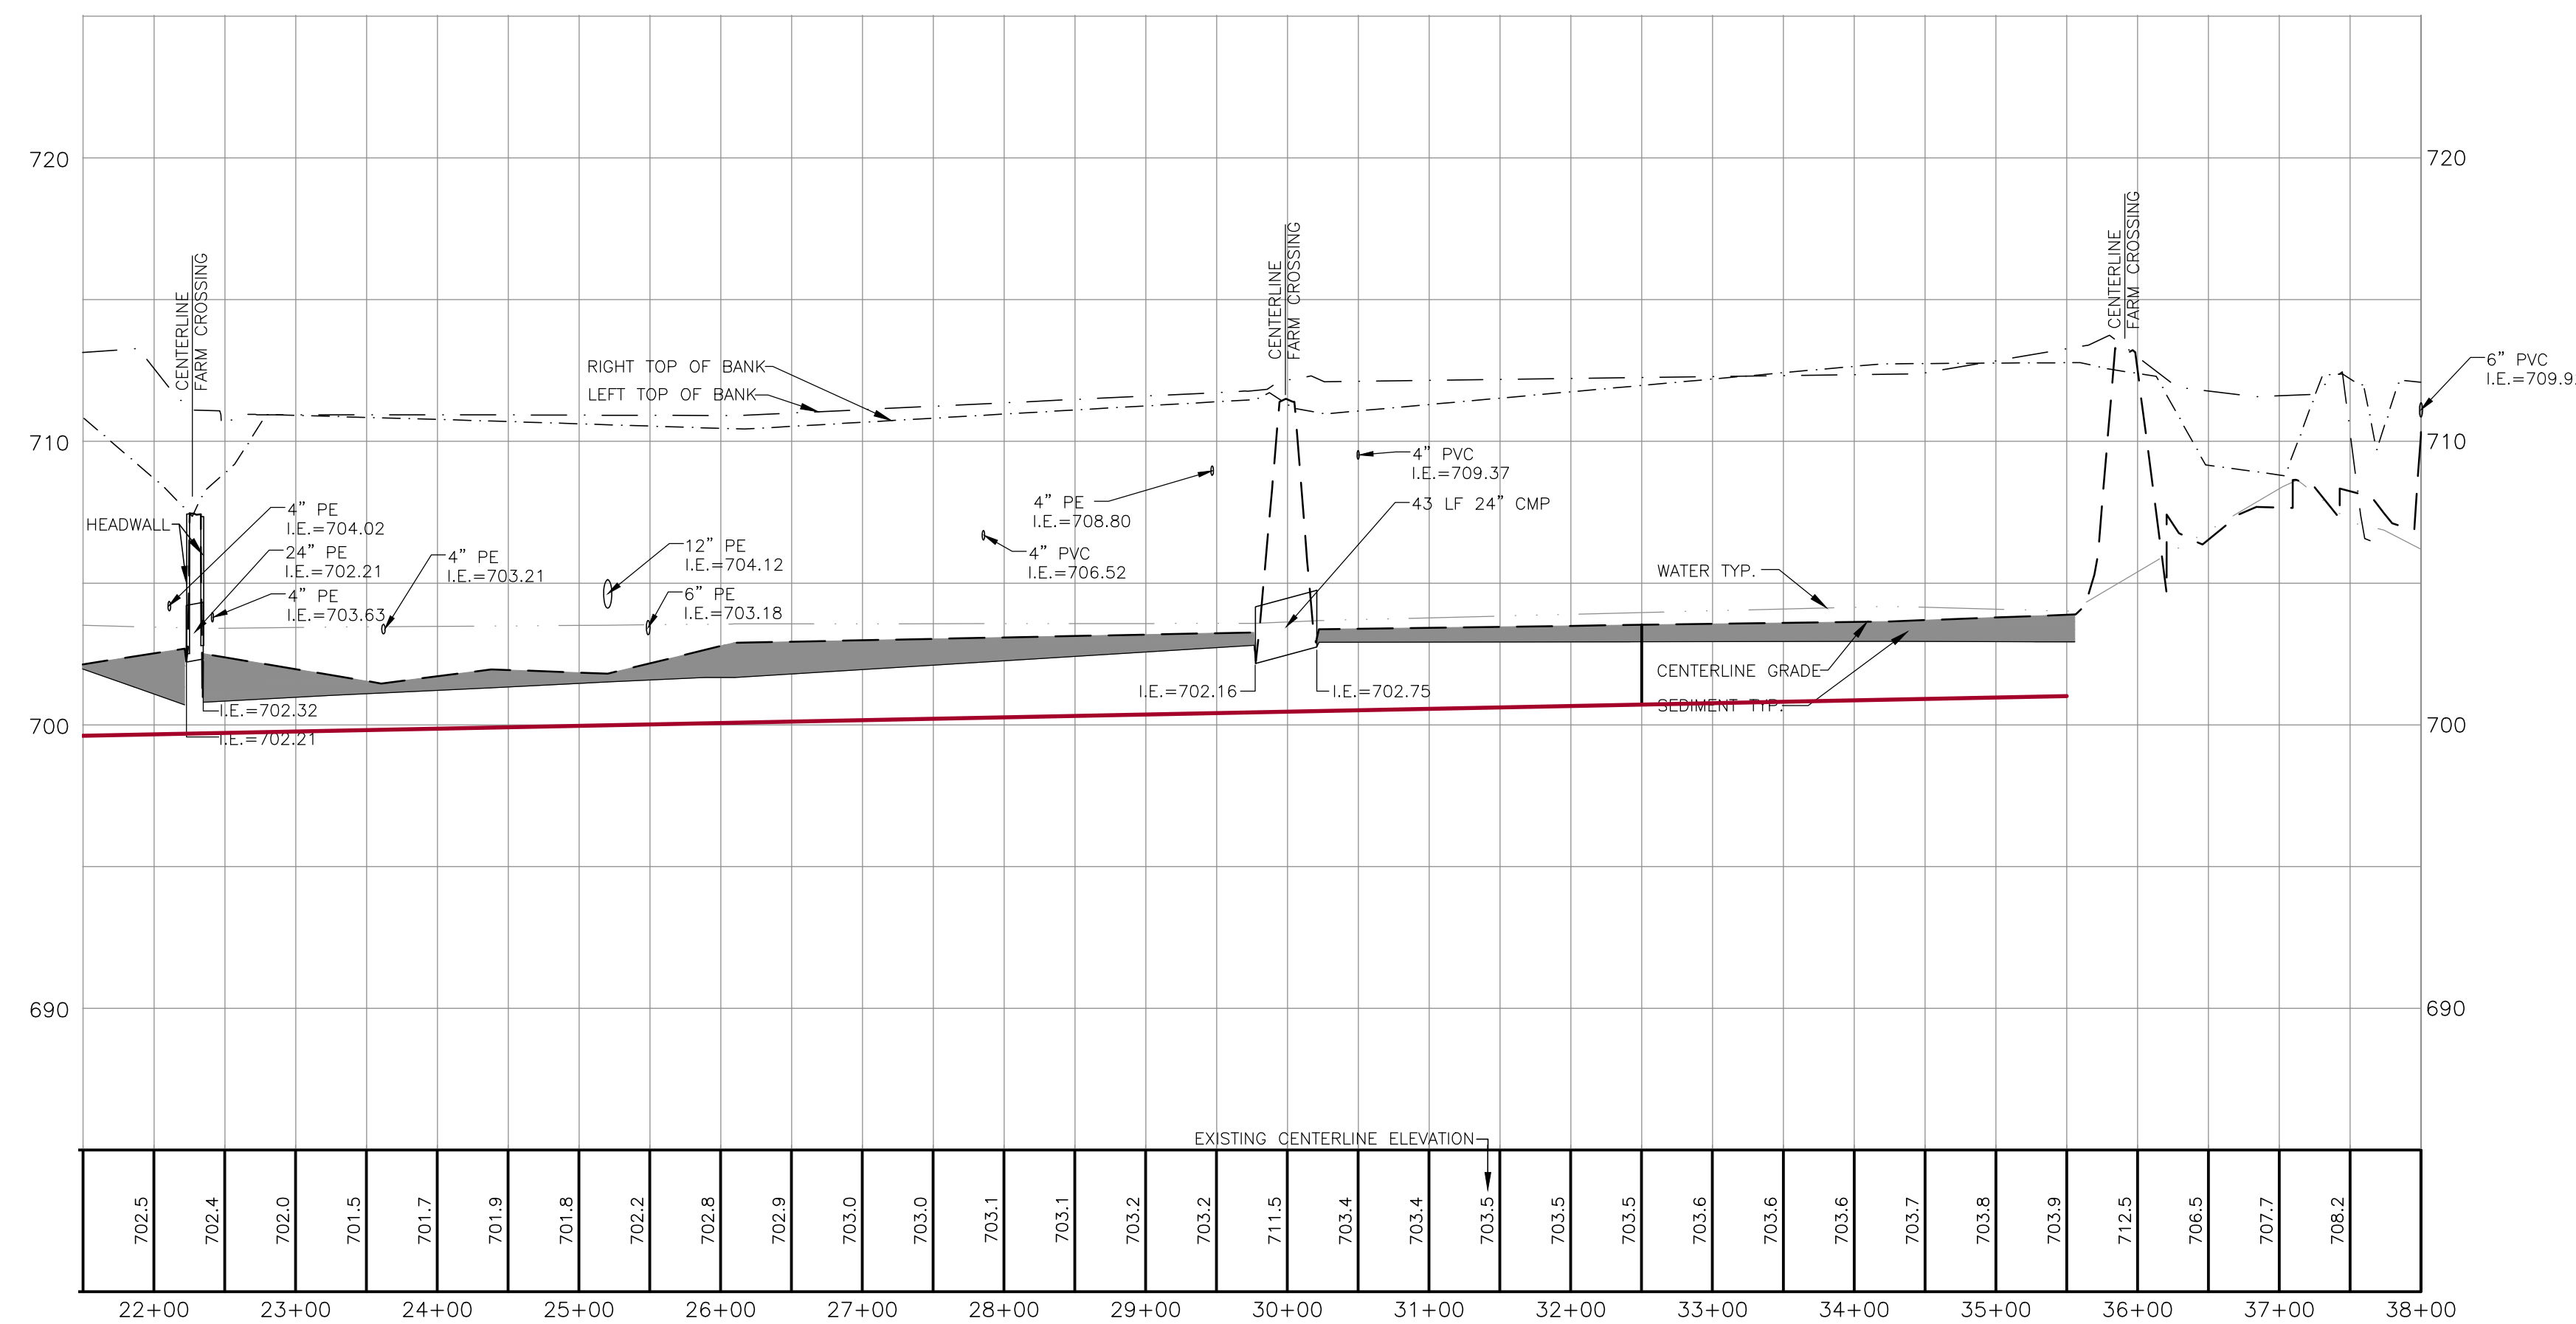 720
720
CENTERLINE
FARM CROSSING
CENTERLINE
FARM CROSSING
CENTERLINE
FARM CROSSING
RIGHT TOP OF BANK
LEFT TOP OF BANK
6” PVC
I.E.=709.9
710
710
HEADWALL
4” PE
I.E.=704.02
24” PE
I.E.=702.21
4” PE
I.E.=703.63
4” PE
I.E.=703.21
12” PE
I.E.=704.12
6” PE
I.E.=703.18
4” PE
I.E.=708.80
4” PVC
I.E.=706.52
4” PVC
I.E.=709.37
43 LF 24” CMP
WATER TYP.
CENTERLINE GRADE
SEDIMENT TYP.
I.E.=702.16
I.E.=702.75
I.E.=702.32
I.E.=702.21
700
700
690
690
EXISTING CENTERLINE ELEVATION
702.5
702.4
702.0
701.5
701.7
701.9
701.8
702.2
702.8
702.9
703.0
703.0
703.1
703.1
703.2
703.2
711.5
703.4
703.4
703.5
703.5
703.5
703.6
703.6
703.6
703.7
703.8
703.9
712.5
706.5
707.7
708.2
22+00 23+00 24+00 25+00 26+00 27+00 28+00 29+00 30+00 31+00 32+00 33+00 34+00 35+00 36+00 37+00 38+00